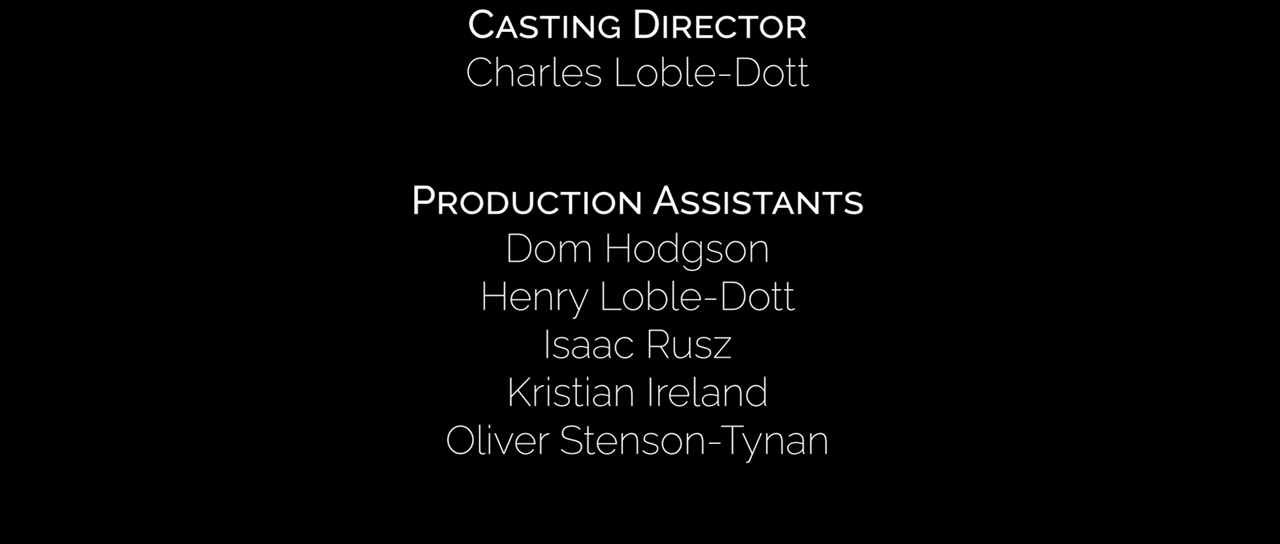 Casting Director
Charles Loble-Dott
Production Assistants
Dom Hodgson
Henry Loble-Dott
Isaac Rusz
Kristian Ireland
Oliver Stenson-Tynan